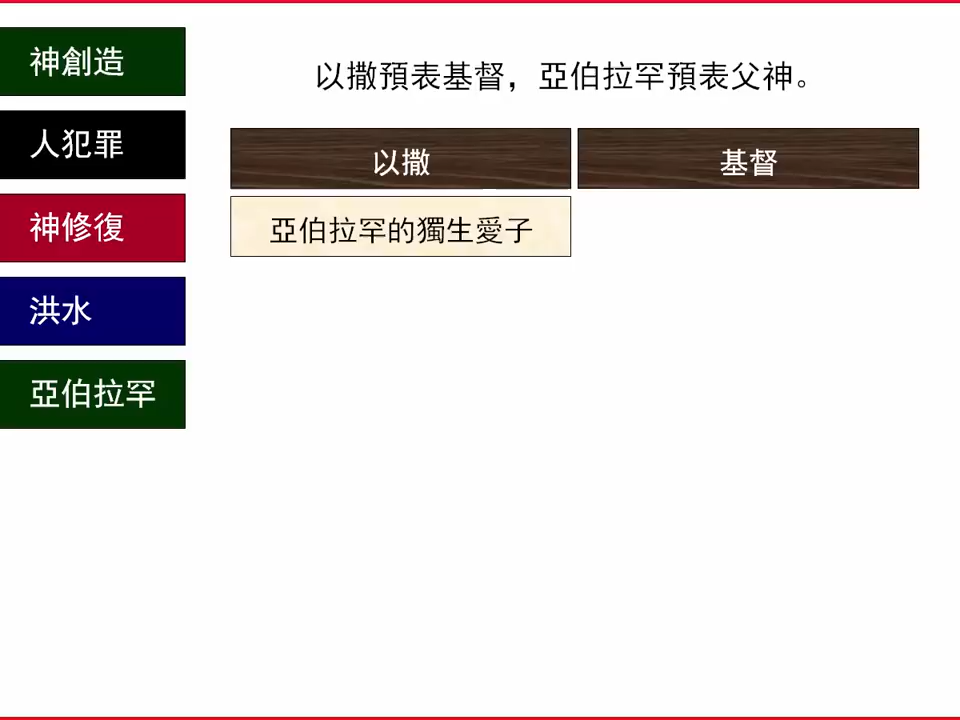 神創造
人犯罪
神修復
洪水
亞伯拉罕
以撒預表基督，亞伯拉罕預表父神。
以撒
基督
亞伯拉罕的獨生愛子